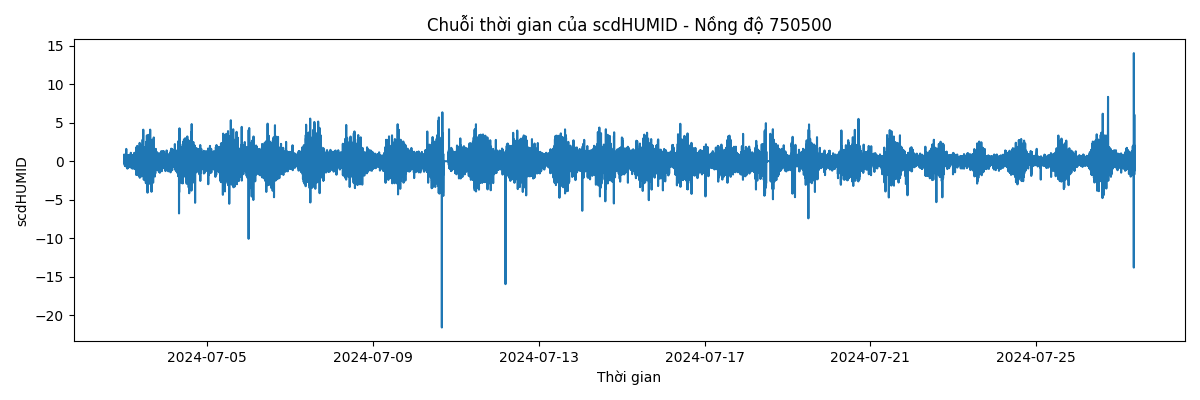 Chuỗi thời gian của scdHUMID - Nồng độ 750500
scdHUMID
15
10
5
0
−5
−10
−15
−20
2024-07-05 2024-07-09 2024-07-13 2024-07-17 2024-07-21 2024-07-25
Thời gian